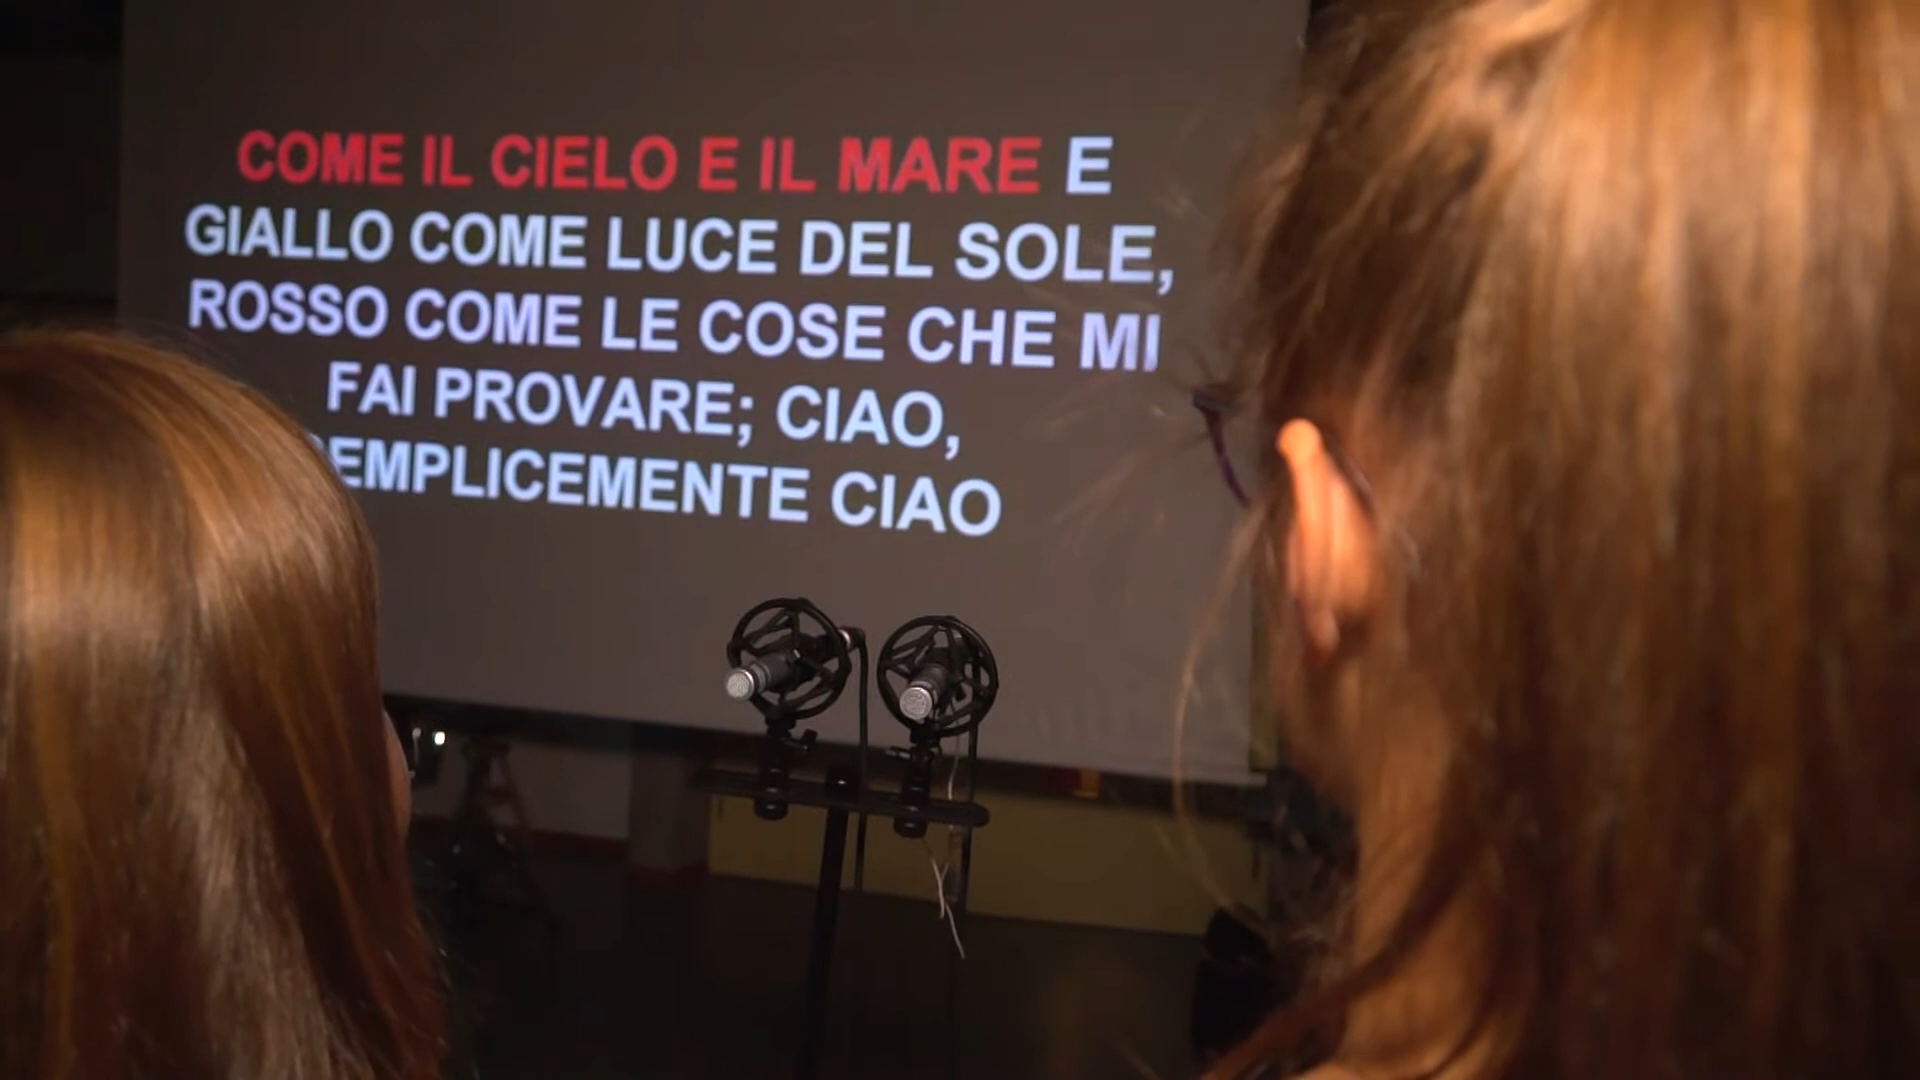 COME IL CIELO E IL MARE E
GIALLO COME LUCE DEL SOLE,
ROSSO COME LE COSE CHE MI
FAI PROVARE; CIAO,
SEMPLICEMENTE CIAO